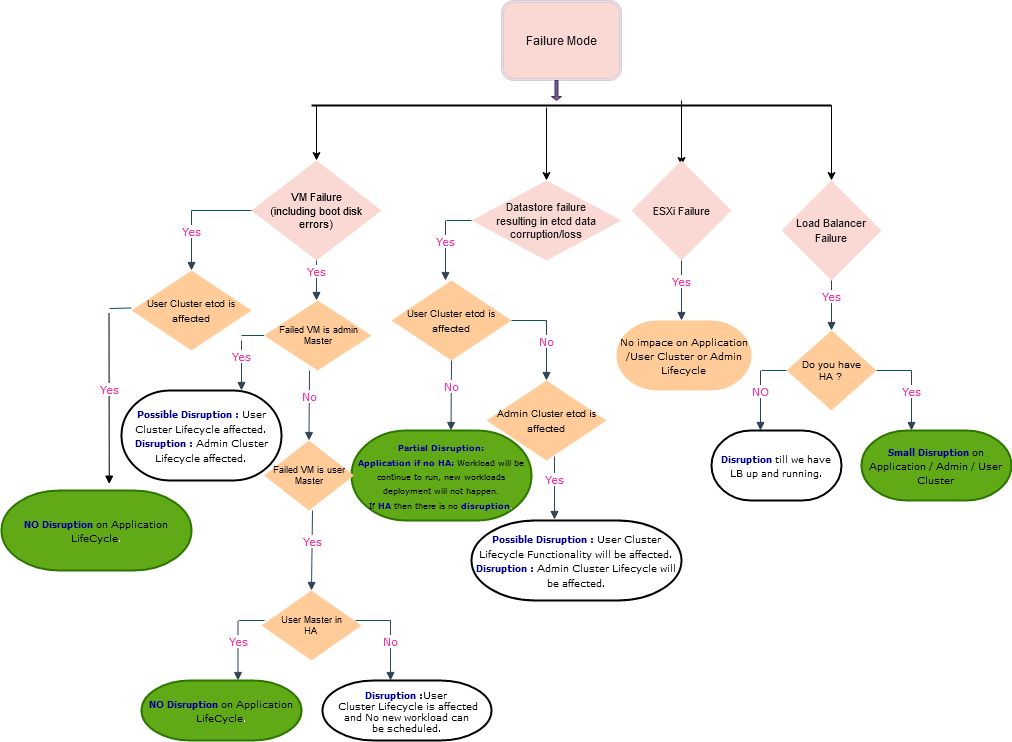 Failure Mode
VM Failure
(including boot disk
errors)
Datastore failure
resulting in etcd data
corruption/loss
ESXi Failure
Load Balancer
Failure
Yes
Yes
Yes
Yes
Yes
User Cluster etcd is
affected
Failed VM is admin
Master
User Cluster etcd is
affected
No impact on Application
/User Cluster or Admin
Lifecycle
Do you have
HA ?
Yes
Yes
No
No
No
NO
Yes
Possible Disruption : User
Cluster Lifecycle affected.
Disruption : Admin Cluster
Lifecycle affected.
Admin Cluster etcd is
affected
Failed VM is user
Master
Partial Disruption:
Application if no HA: Workload will be
continue to run, new workloads
deployment will not happen.
If HA then there is no disruption.
Disruption till we have
LB up and running.
Small Disruption on
Application / Admin / User
Cluster
Yes
NO Disruption on Application
LifeCycle.
Yes
Possible Disruption : User Cluster
Lifecycle Functionality will be affected.
Disruption : Admin Cluster Lifecycle will
be affected.
User Master in
HA
Yes
No
NO Disruption on Application
LifeCycle.
Disruption :User
Cluster Lifecycle is affected
and No new workload can
be scheduled.